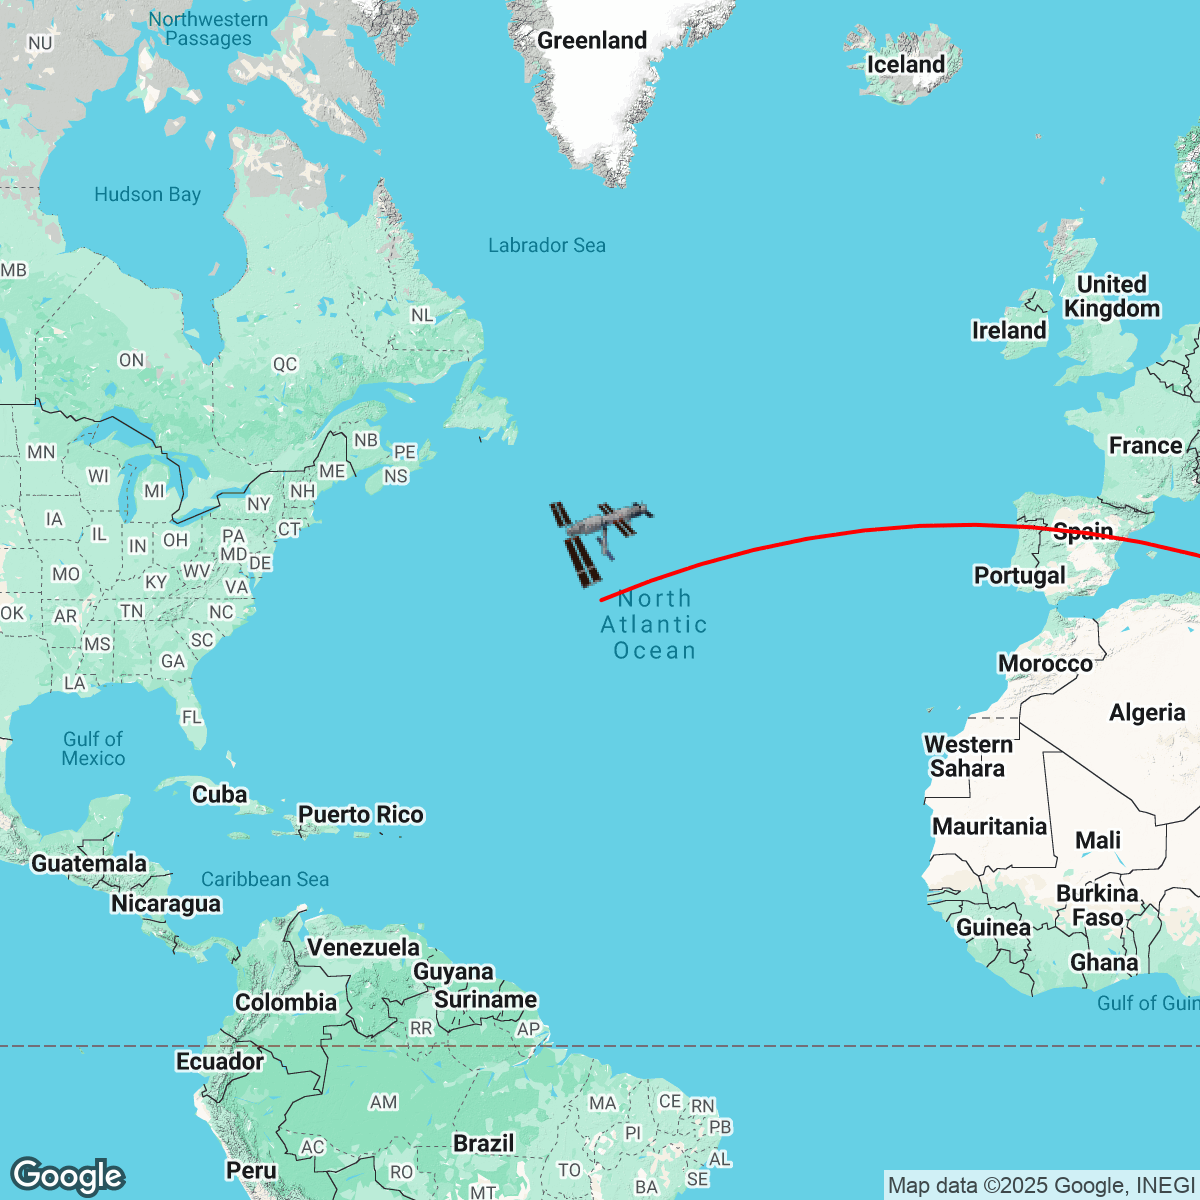 Northwestern
Passages
NU
Greenland
Iceland
Hudson Bay
Labrador Sea
MB
United
Kingdom
NL
Ireland
ON
QC
NB
PE
France
MN
ME
NS
WI
MI
NH
NY
IA
CT
Spain
IL
IN
OH
PA
MD
DE
MO
WV
Portugal
KY
VA
North
Atlantic
Ocean
OK
AR
TN
NC
MS
SC
GA
Morocco
LA
FL
Algeria
Gulf of
Mexico
Western
Sahara
Cuba
Puerto Rico
Mauritania
Mali
Guatemala
Caribbean Sea
Nicaragua
Burkina
Faso
Guinea
Venezuela
Guyana
Ghana
Colombia
Suriname
Gulf of Guin
RR
AP
Ecuador
AM
MA
CE
RN
PI
PB
AC
Brazil
AL
Peru
RO
TO
SE
MT
BA
Google
Map data ©2025 Google, INEGI